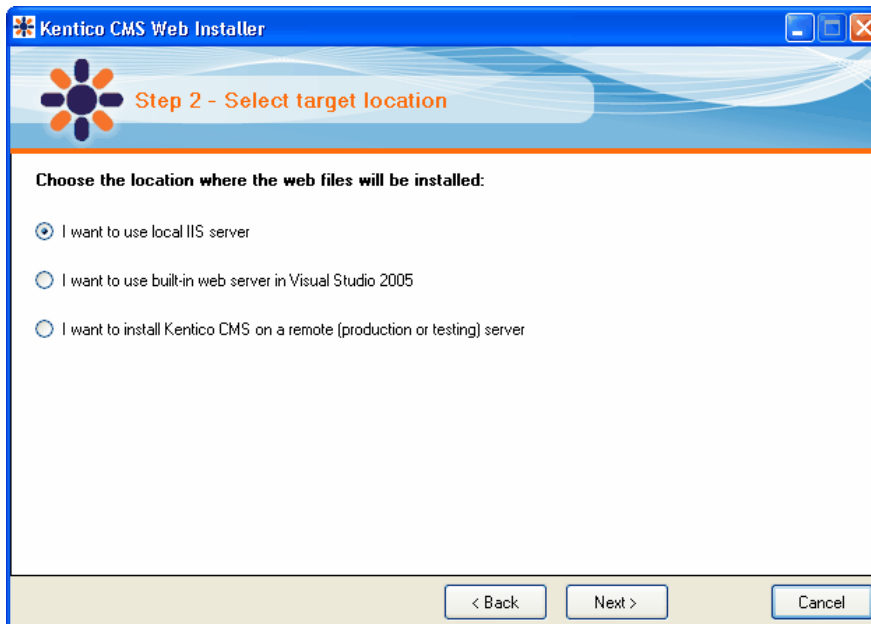 Kentico CMS Web Installer
Step 2 - Select target location
Choose the location where the web files will be installed:
I want to use local IIS server
I want to use built-in web server in Visual Studio 2005
I want to install Kentico CMS on a remote (production or testing) server
< Back Next > Cancel